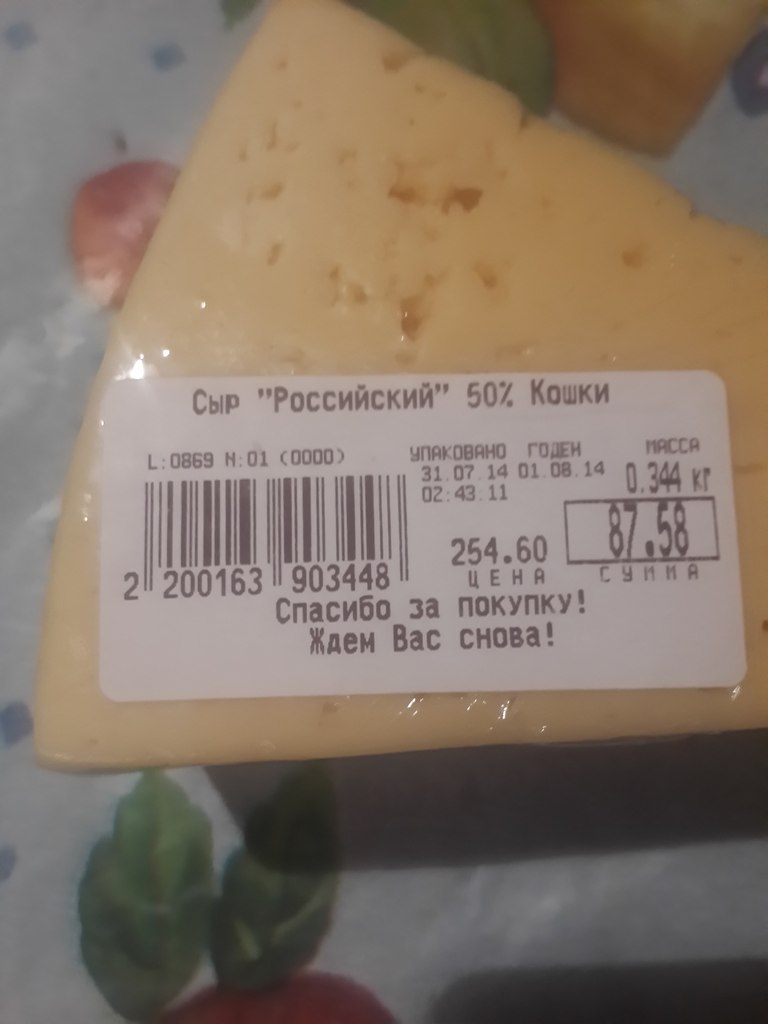 Сыр "Российский" 50% Кошки
L:0869 N:01 (0000)
УПАКОВАНО ГОДЕН МАССА
31.07.14 01.08.14 0.344 кг
02:43.11
87.58
254.60
ЦЕНА СУММА
2 200163 903448
Спасибо за покупку!
Ждем Вас снова!